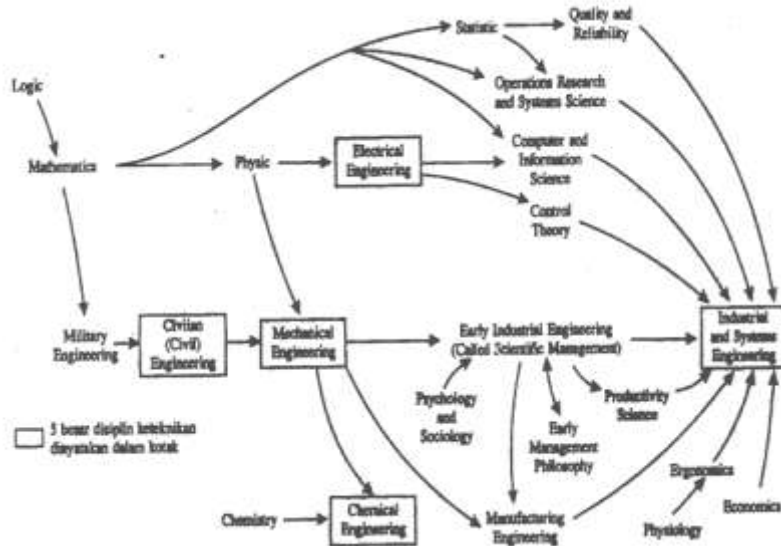 Statistic
Quality and
Reliability
Logic
Operations Research
and Systems Science
Mathematics
Physic
Electrical
Engineering
Computer and
Information
Science
Control
Theory
Military
Engineering
Civilian
(Civil)
Engineering
Mechanical
Engineering
Early Industrial Engineering
(Called Scientific Management)
Industrial
and Systems
Engineering
Psychology
and
Sociology
Productivity
Science
Early
Management
Philosophy
5 besar disiplin keteknikan
dinyatakan dalam kotak
Ergonomics
Economics
Chemistry
Chemical
Engineering
Manufacturing
Engineering
Physiology